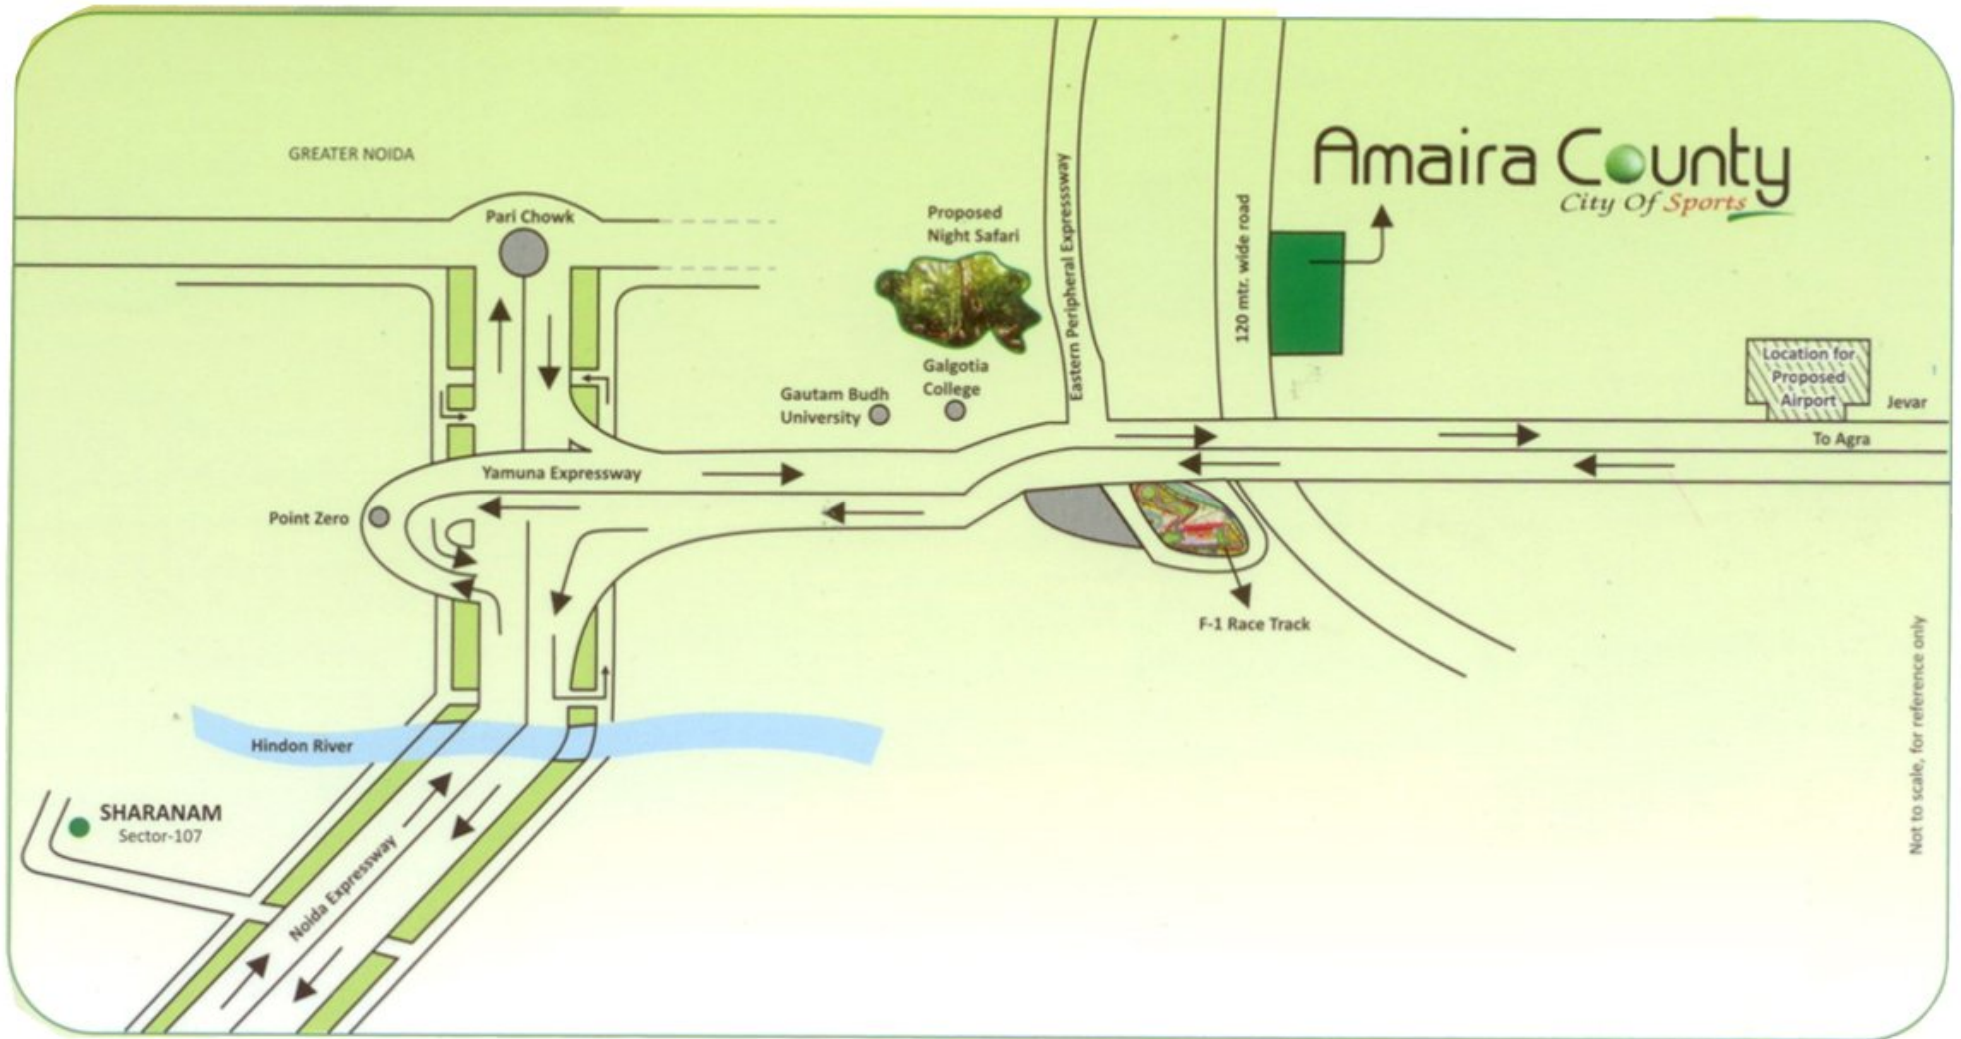 Amaira County
City Of Sports
GREATER NOIDA
Pari Chowk
Proposed
Night Safari
Eastern Peripheral Expressway
120 mtr. wide road
Galgotia
College
Gautam Budh
University
Location for
Proposed
Airport
Jevar
To Agra
Yamuna Expressway
Point Zero
F-1 Race Track
Hindon River
SHARANAM
Sector-107
Noida Expressway
Not to scale, for reference only